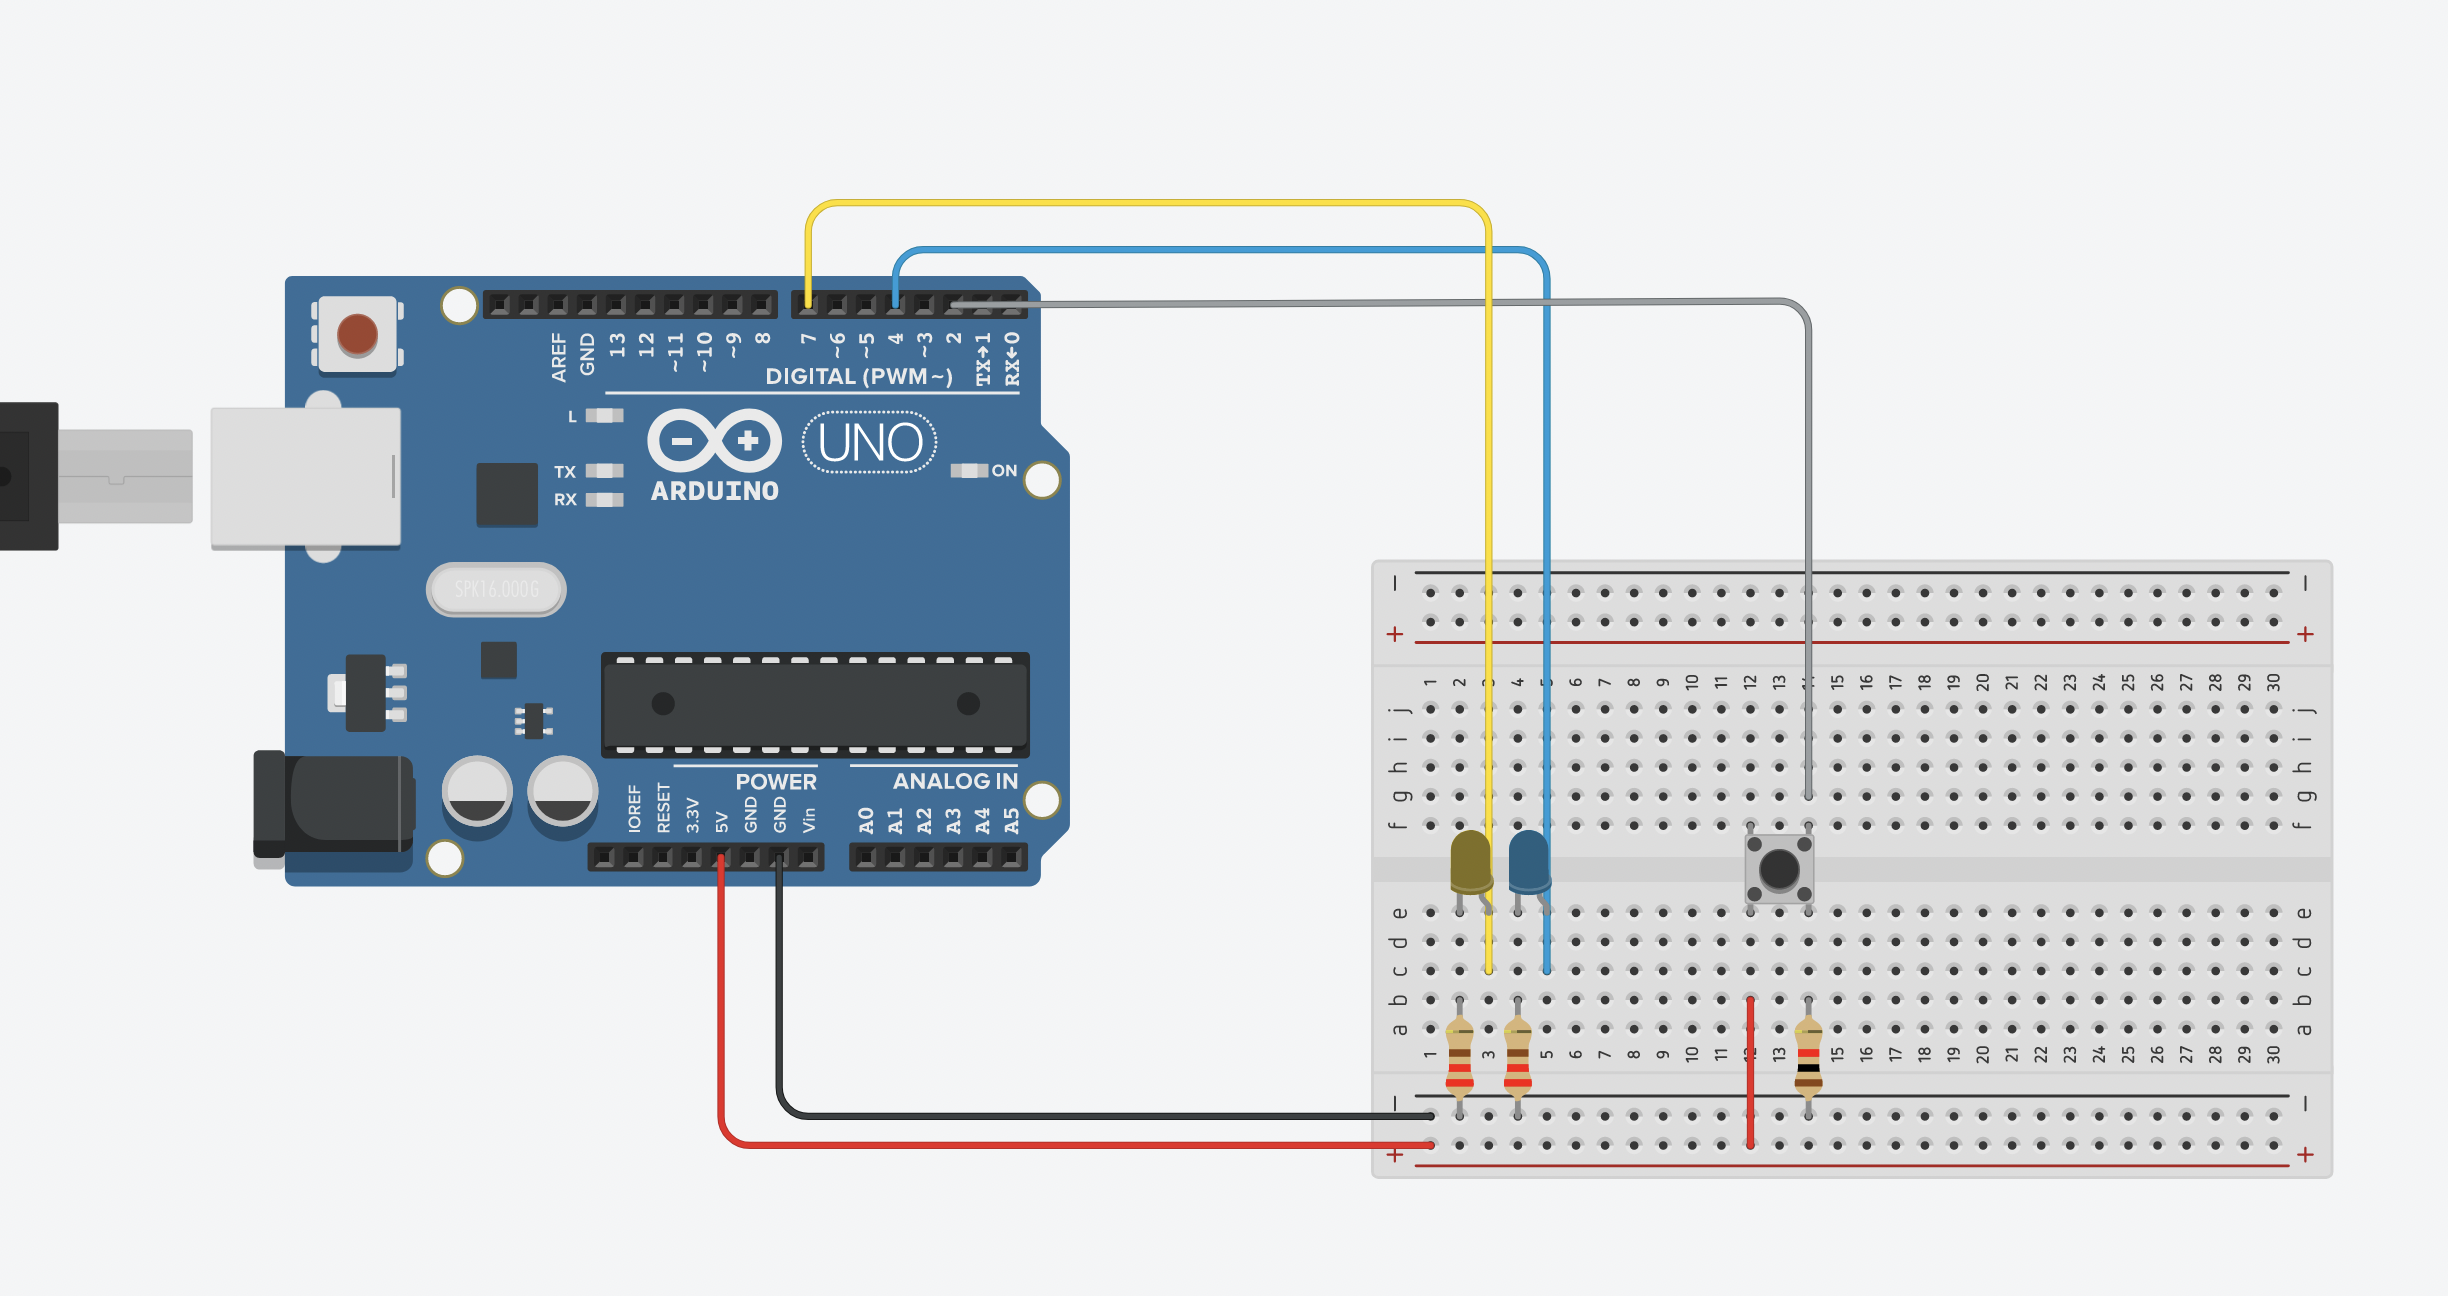 AREF GND 13 12 ~11 ~10 ~9 8 7 ~6 ~5 4 ~3 2 TX→1 RX←0
DIGITAL (PWM~)
L
TX
RX
ARDUINO
UNO
ON
SPK16.000G
POWER
ANALOG IN
IOREF RESET 3.3V 5V GND GND Vin
A0 A1 A2 A3 A4 A5
− −
+ +
1 2 3 4 5 6 7 8 9 10 11 12 13 14 15 16 17 18 19 20 21 22 23 24 25 26 27 28 29 30
j j
i i
h h
g g
f f
e e
d d
c c
b b
a a
1 3 5 6 7 8 9 10 11 12 13 15 16 17 18 19 20 21 22 23 24 25 26 27 28 29 30
− −
+ +